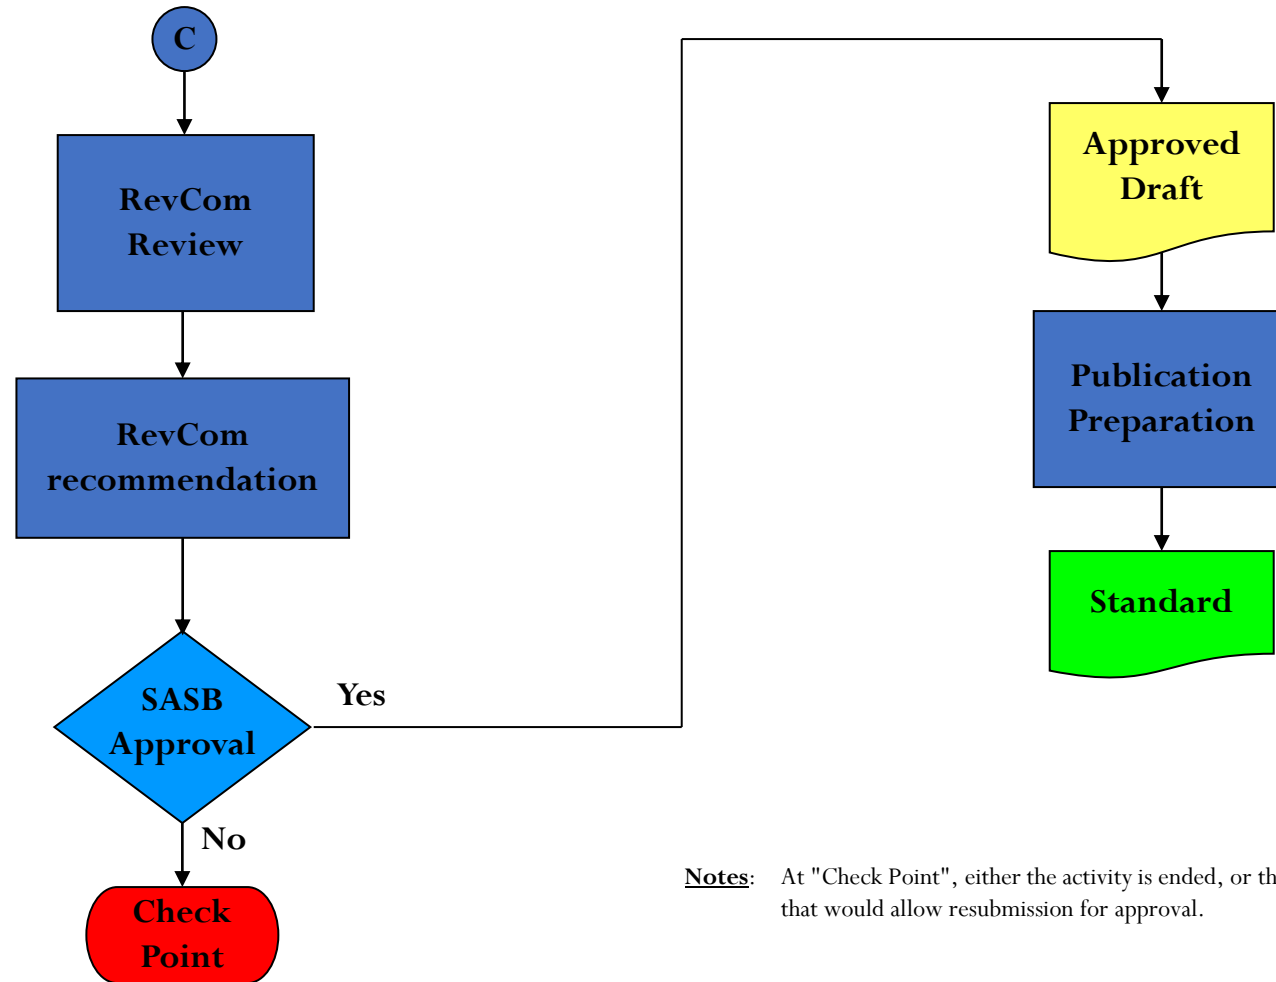 C
RevCom
Review
RevCom
recommendation
SASB
Approval
Yes
No
Check
Point
Approved
Draft
Publication
Preparation
Standard
Notes: At "Check Point", either the activity is ended, or th
that would allow resubmission for approval.